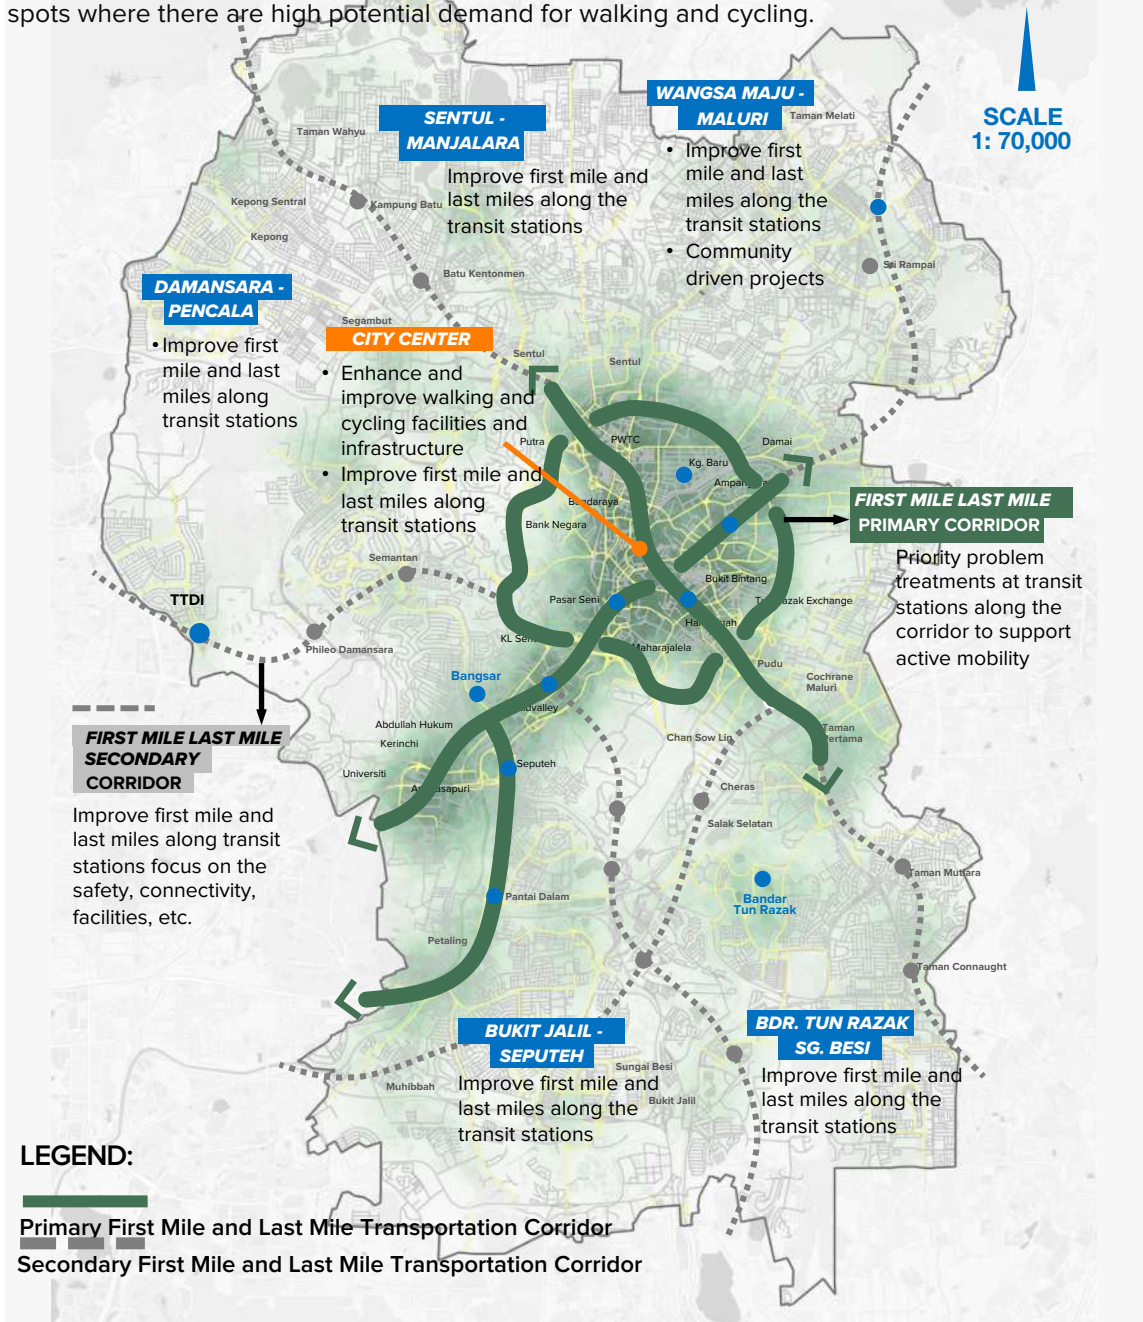 spots where there are high potential demand for walking and cycling.
SCALE
1: 70,000
WANGSA MAJU -
MALURI
• Improve first
mile and last
miles along the
transit stations
• Community
driven projects
Taman Melati
Sri Rampai
SENTUL -
MANJALARA
Improve first mile and
last miles along the
transit stations
Taman Wahyu
Kepong Sentral
Kampung Batu
Kepong
Batu Kentonmen
DAMANSARA -
PENCALA
• Improve first
mile and last
miles along
transit stations
Segambut
CITY CENTER
• Enhance and
improve walking and
cycling facilities and
infrastructure
• Improve first mile and
last miles along
transit stations
Sentul
Sentul
Putra
PWTC
Damai
Kg. Baru
Bank Negara
Semantan
Bukit Bintang
Pasar Seni
Maharajalela
Pudu
Cochrane
Maluri
FIRST MILE LAST MILE
PRIMARY CORRIDOR
Priority problem
treatments at transit
stations along the
corridor to support
active mobility
TTDI
Phileo Damansara
Bangsar
Abdullah Hukum
Kerinchi
Universiti
Seputeh
Chan Sow Lin
Taman
Cheras
Salak Selatan
Taman Mutiara
Bandar
Tun Razak
Pantai Dalam
Petaling
Taman Connaught
FIRST MILE LAST MILE
SECONDARY
CORRIDOR
Improve first mile and
last miles along transit
stations focus on the
safety, connectivity,
facilities, etc.
BUKIT JALIL -
SEPUTEH
Improve first mile and
last miles along the
transit stations
Sungai Besi
Bukit Jalil
Muhibbah
BDR. TUN RAZAK
SG. BESI
Improve first mile and
last miles along the
transit stations
LEGEND:
Primary First Mile and Last Mile Transportation Corridor
Secondary First Mile and Last Mile Transportation Corridor